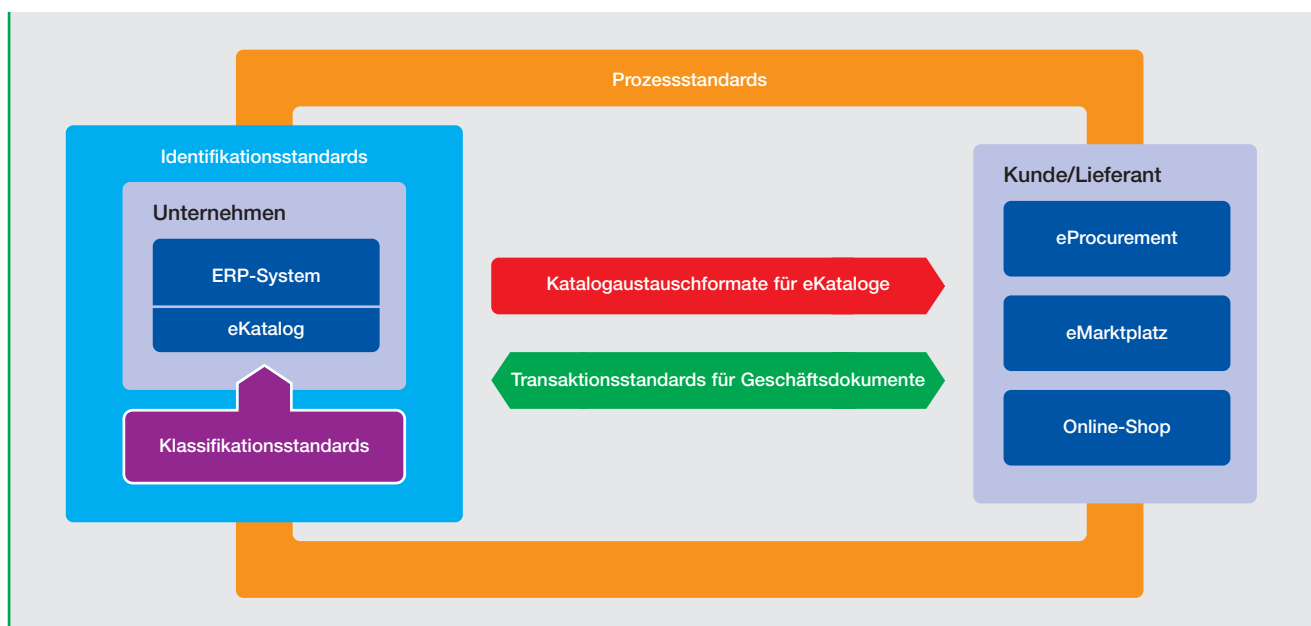 Prozessstandards
Identifikationsstandards
Unternehmen
ERP-System
eKatalog
Klassifikationsstandards
Katalogaustauschformate für eKataloge
Transaktionsstandards für Geschäftsdokumente
Kunde/Lieferant
eProcurement
eMarktplatz
Online-Shop